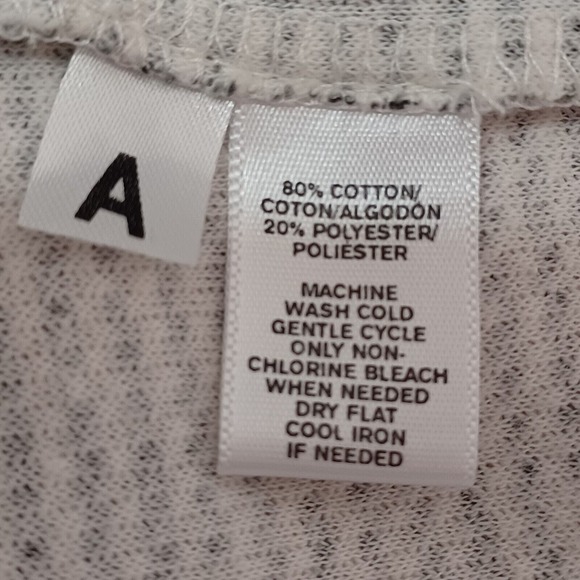 A
80% COTTON/
COTON/ALGODÓN
20% POLYESTER/
POLIÉSTER
MACHINE
WASH COLD
GENTLE CYCLE
ONLY NON-
CHLORINE BLEACH
WHEN NEEDED
DRY FLAT
COOL IRON
IF NEEDED